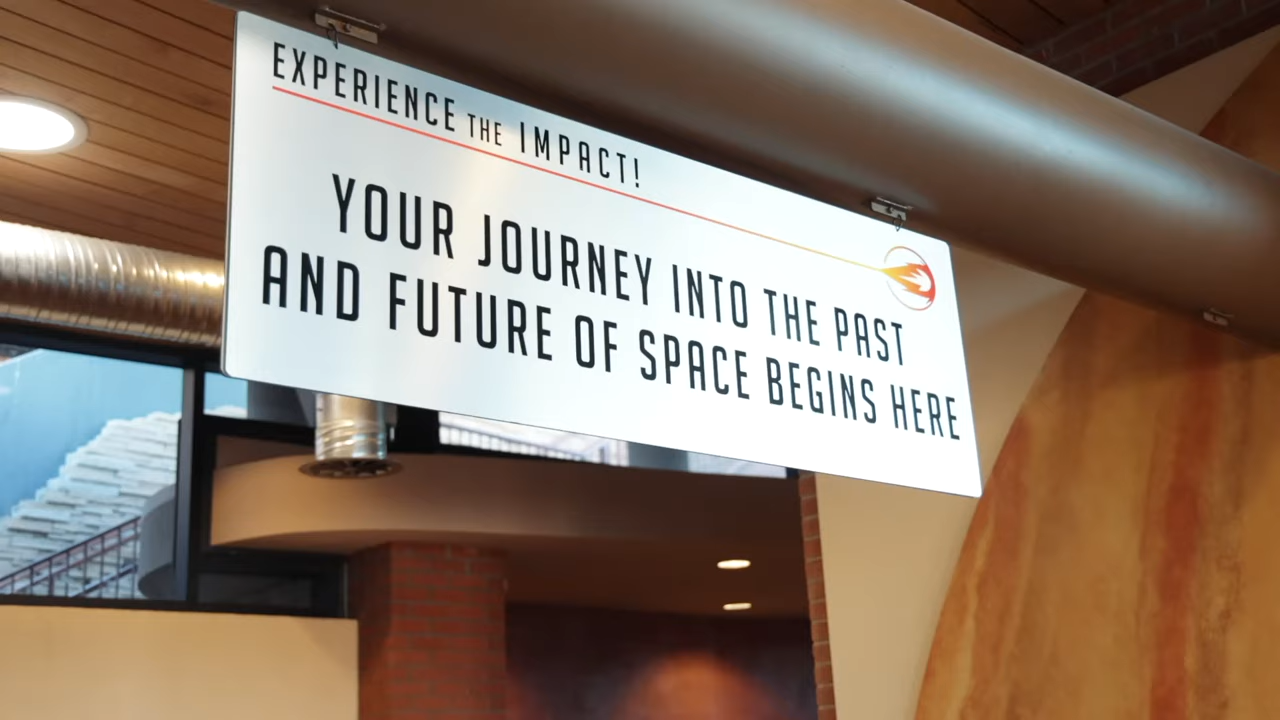 EXPERIENCE THE IMPACT!
YOUR JOURNEY INTO THE PAST
AND FUTURE OF SPACE BEGINS HERE